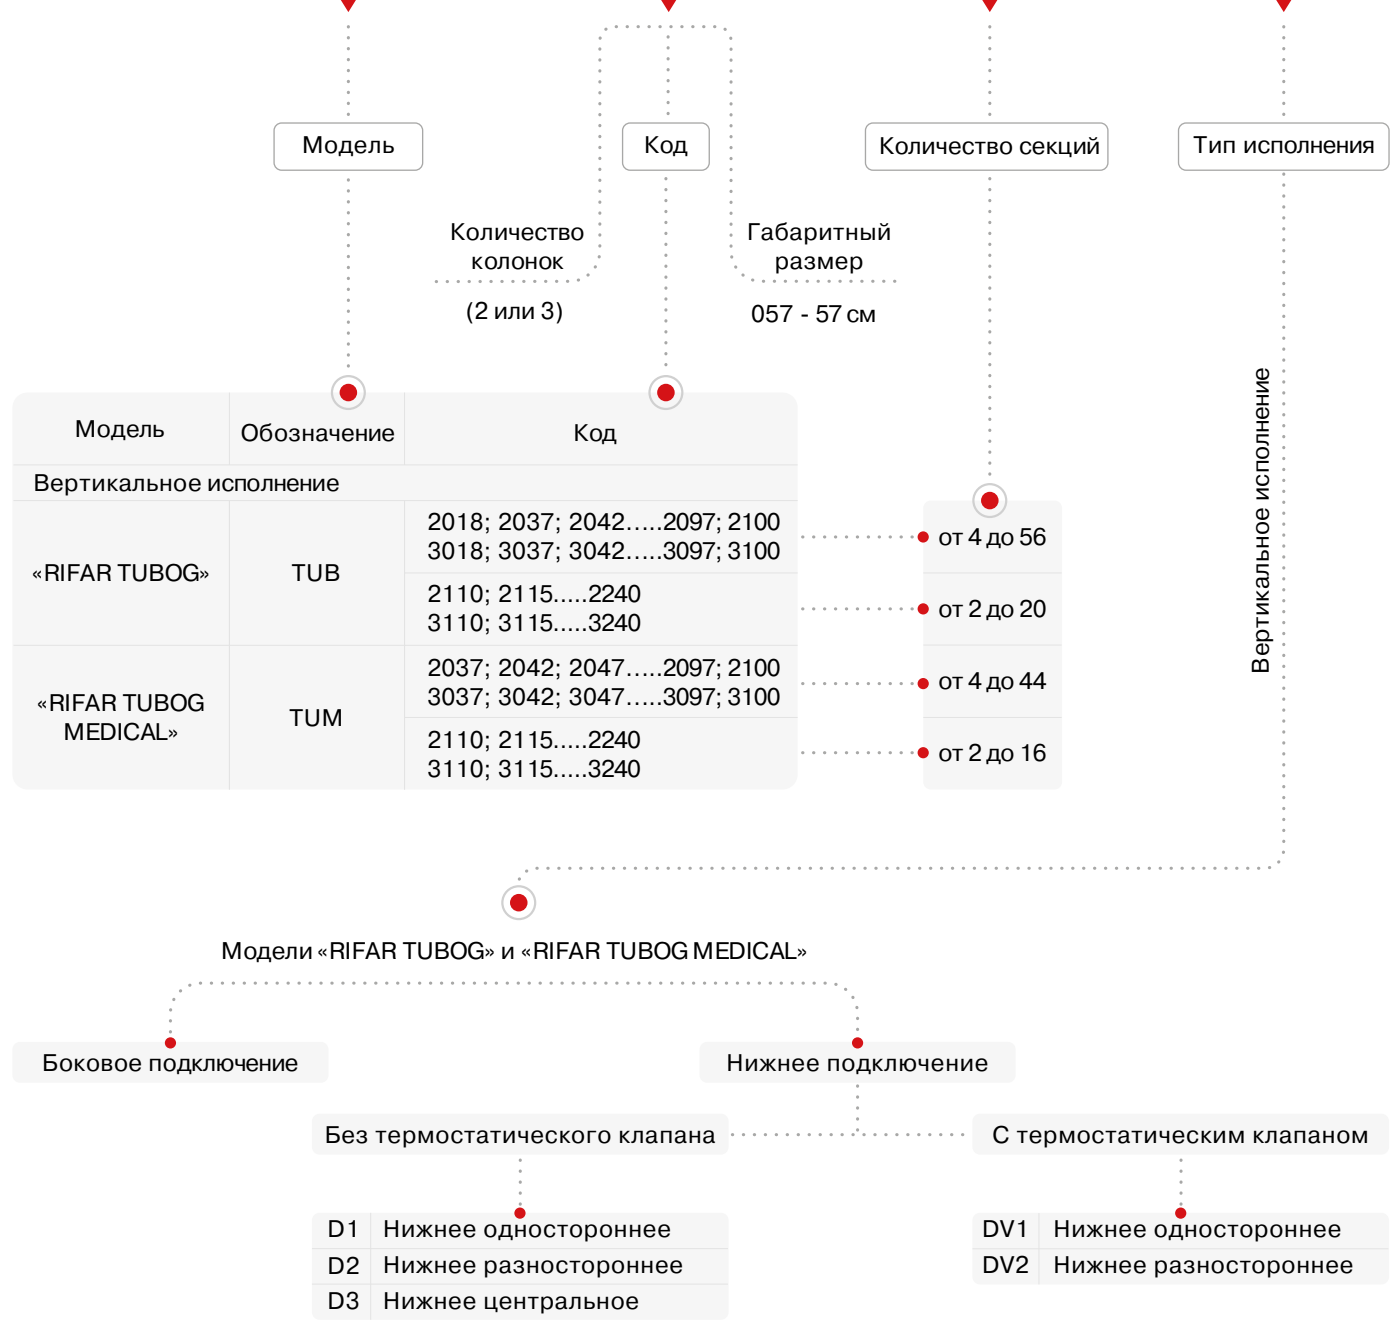 Модель
Код
Количество секций
Тип исполнения
Количество
колонок
(2 или 3)
Габаритный
размер
057 - 57 см
Вертикальное исполнение
Модель
Обозначение
Код
Вертикальное исполнение
«RIFAR TUBOG»
TUB
2018; 2037; 2042.....2097; 2100
3018; 3037; 3042.....3097; 3100
от 4 до 56
2110; 2115.....2240
3110; 3115.....3240
от 2 до 20
«RIFAR TUBOG
MEDICAL»
TUM
2037; 2042; 2047.....2097; 2100
3037; 3042; 3047.....3097; 3100
от 4 до 44
2110; 2115.....2240
3110; 3115.....3240
от 2 до 16
Модели «RIFAR TUBOG» и «RIFAR TUBOG MEDICAL»
Боковое подключение
Нижнее подключение
Без термостатического клапана
С термостатическим клапаном
D1 Нижнее одностороннее
D2 Нижнее разностороннее
D3 Нижнее центральное
DV1 Нижнее одностороннее
DV2 Нижнее разностороннее